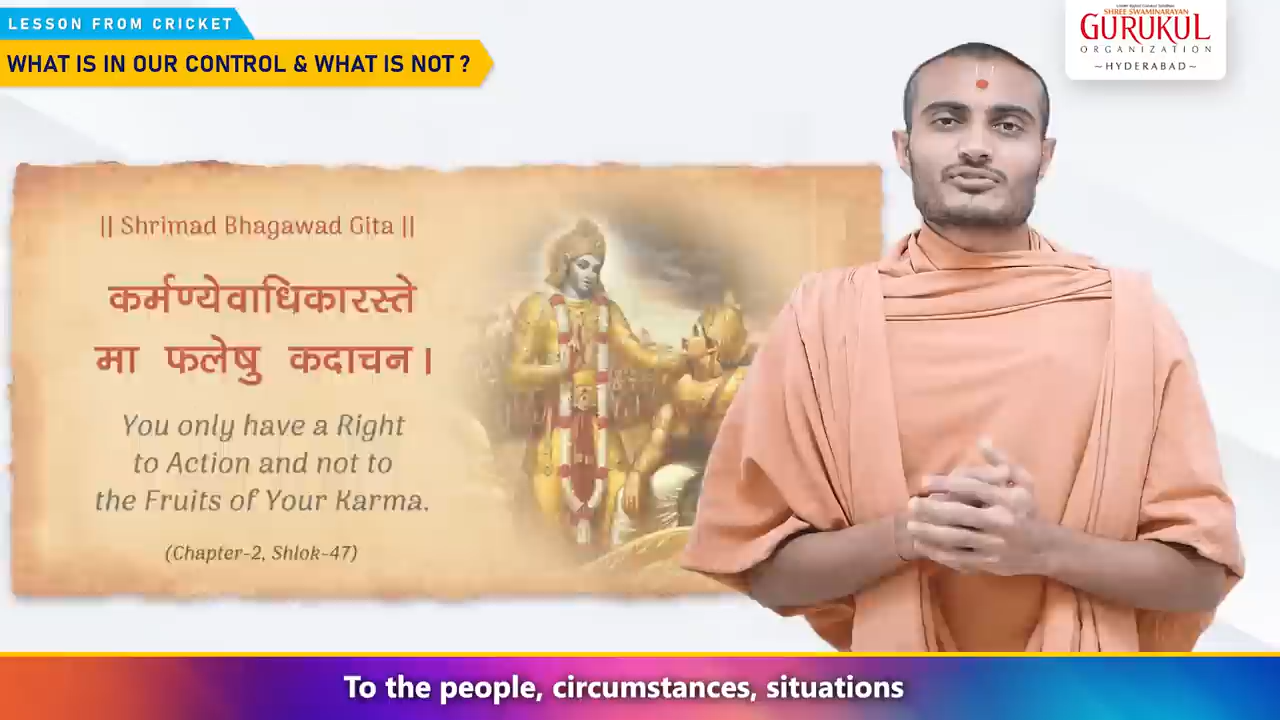 LESSON FROM CRICKET
WHAT IS IN OUR CONTROL & WHAT IS NOT ?
SHREE SWAMINARAYAN
GURUKUL
ORGANIZATION
~HYDERABAD~
|| Shrimad Bhagawad Gita ||
कर्मण्येवाधिकारस्ते
मा फलेषु कदाचन।
You only have a Right
to Action and not to
the Fruits of Your Karma.
(Chapter-2, Shlok-47)
To the people, circumstances, situations